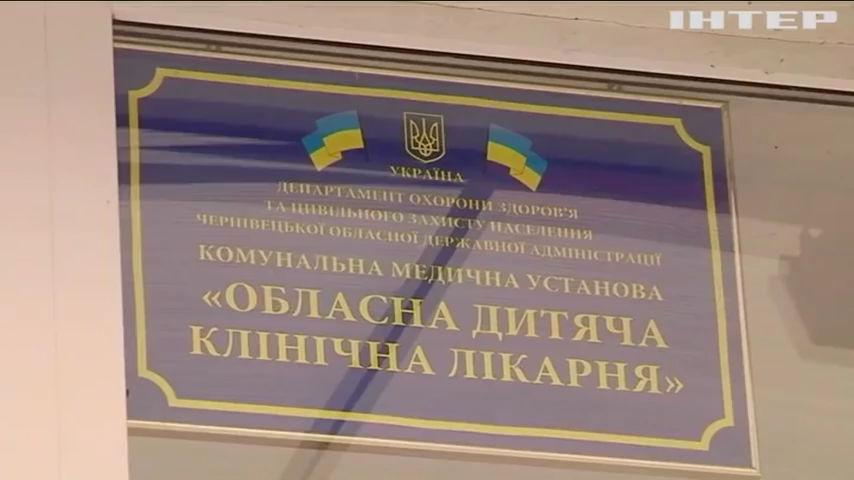 ІНТЕР
УКРАЇНА
ДЕПАРТАМЕНТ ОХОРОНИ ЗДОРОВ'Я
ТА ЦИВІЛЬНОГО ЗАХИСТУ НАСЕЛЕННЯ
ЧЕРНІВЕЦЬКОЇ ОБЛАСНОЇ ДЕРЖАВНОЇ АДМІНІСТРАЦІЇ
КОМУНАЛЬНА МЕДИЧНА УСТАНОВА
«ОБЛАСНА ДИТЯЧА
КЛІНІЧНА ЛІКАРНЯ»